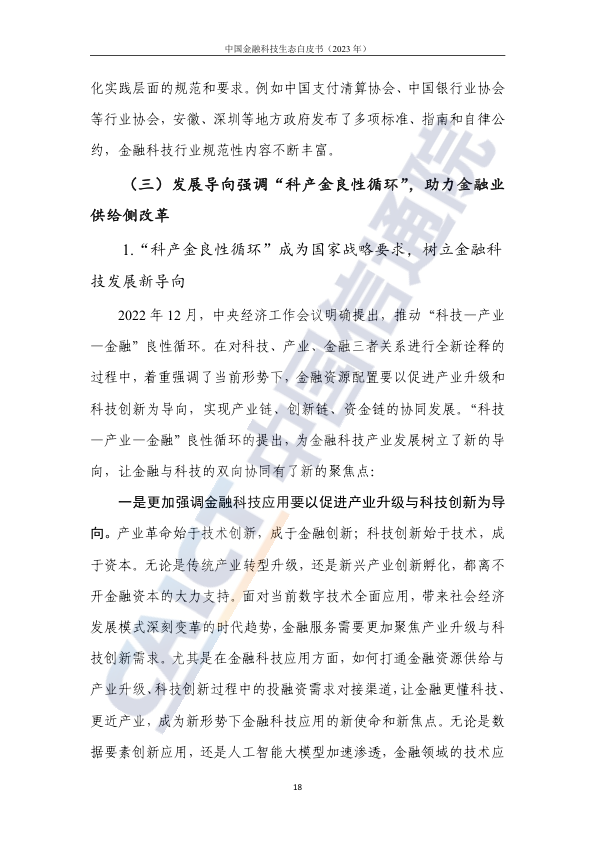 中国金融科技生态白皮书（2023 年）
化实践层面的规范和要求。例如中国支付清算协会、中国银行业协会
等行业协会，安徽、深圳等地方政府发布了多项标准、指南和自律公
约，金融科技行业规范性内容不断丰富。
（三）发展导向强调“科产金良性循环”，助力金融业
供给侧改革
1.“科产金良性循环”成为国家战略要求，树立金融科
技发展新导向
2022 年 12 月，中央经济工作会议明确提出，推动“科技—产业
—金融”良性循环。在对科技、产业、金融三者关系进行全新诠释的
过程中，着重强调了当前形势下，金融资源配置要以促进产业升级和
科技创新为导向，实现产业链、创新链、资金链的协同发展。“科技
—产业—金融”良性循环的提出，为金融科技产业发展树立了新的导
向，让金融与科技的双向协同有了新的聚焦点：
一是更加强调金融科技应用要以促进产业升级与科技创新为导
向。产业革命始于技术创新，成于金融创新；科技创新始于技术，成
于资本。无论是传统产业转型升级，还是新兴产业创新孵化，都离不
开金融资本的大力支持。面对当前数字技术全面应用，带来社会经济
发展模式深刻变革的时代趋势，金融服务需要更加聚焦产业升级与科
技创新需求。尤其是在金融科技应用方面，如何打通金融资源供给与
产业升级、科技创新过程中的投融资需求对接渠道，让金融更懂科技、
更近产业，成为新形势下金融科技应用的新使命和新焦点。无论是数
据要素创新应用，还是人工智能大模型加速渗透，金融领域的技术应
18
CAICT 中国信通院